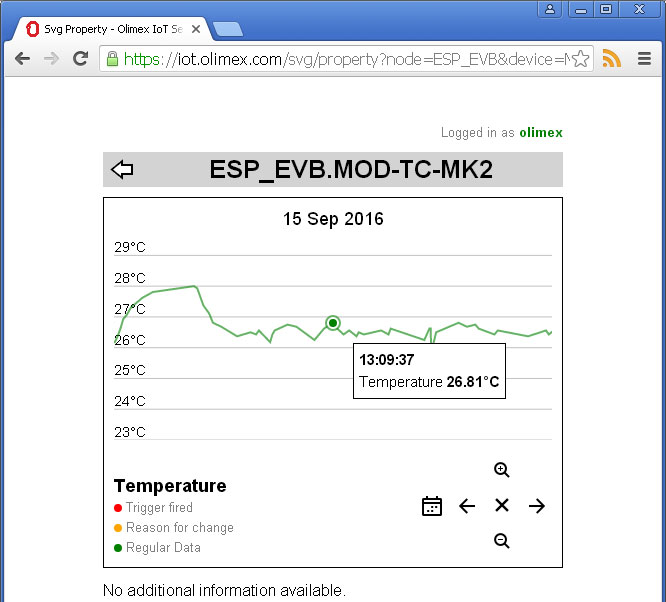 Svg Property - Olimex IoT Se
https://iot.olimex.com/svg/property?node=ESP_EVB&device=M
Logged in as olimex
ESP_EVB.MOD-TC-MK2
15 Sep 2016
29°C
28°C
27°C
26°C
25°C
24°C
23°C
13:09:37
Temperature 26.81°C
Temperature
Trigger fired
Reason for change
Regular Data
No additional information available.